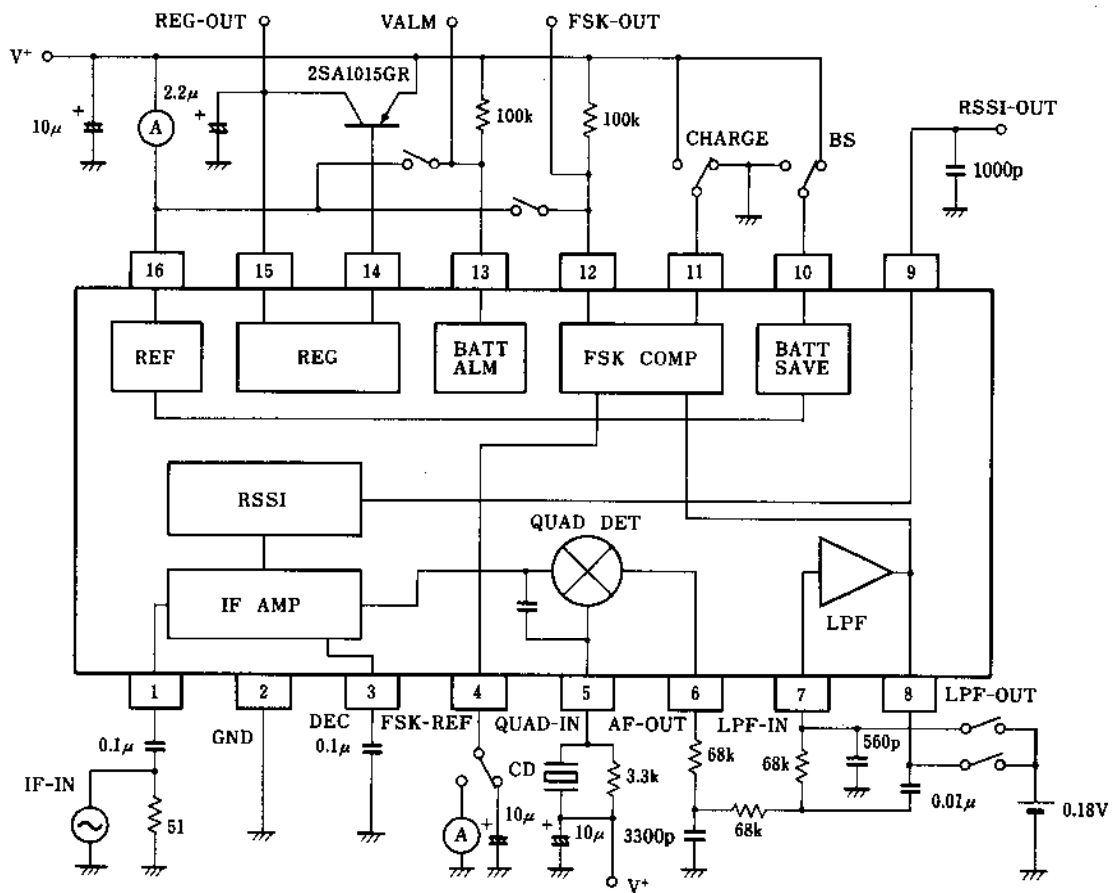 REG-OUT VALM FSK-OUT
V+
2SA1015GR
2.2μ
+
10μ
+
A
100k
100k
RSSI-OUT
CHARGE
BS
1000p
16 15 14 13 12 11 10 9
REF
REG
BATT
ALM
FSK COMP
BATT
SAVE
RSSI
QUAD DET
IF AMP
LPF
1 2 3 4 5 6 7 8
LPF-OUT
DEC
FSK-REF
QUAD-IN
AF-OUT
LPF-IN
GND
0.1μ
0.1μ
560p
68k
68k
CD
3.3k
IF-IN
51
A
10μ
+
10μ
+
3300p
68k
0.01μ
0.18V
V+